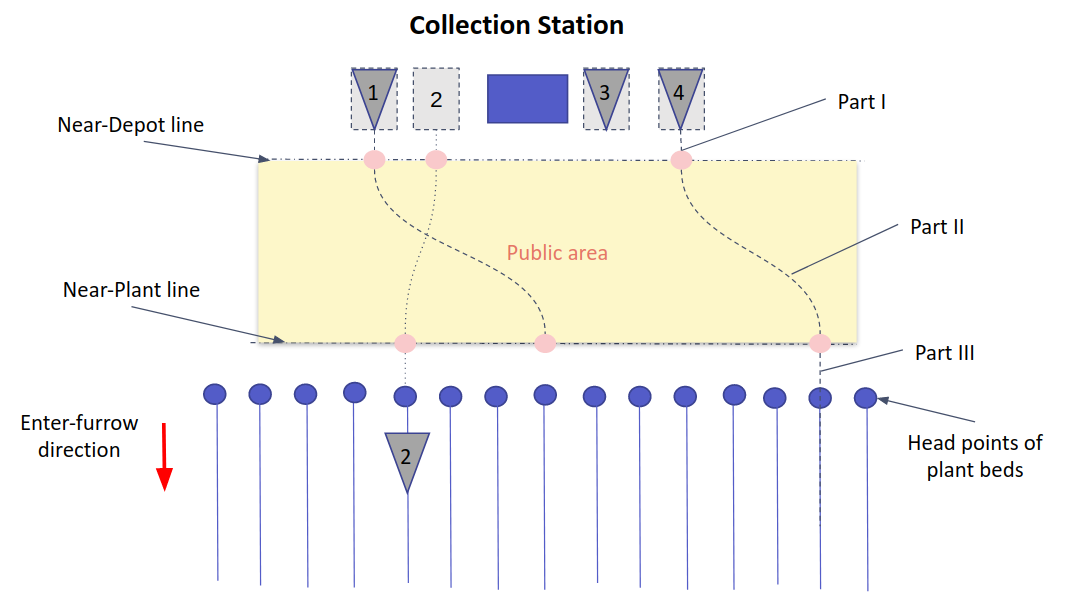 Collection Station
1
2
3
4
Part I
Near-Depot line
Part II
Public area
Near-Plant line
Part III
Enter-furrow
direction
Head points of
plant beds
2